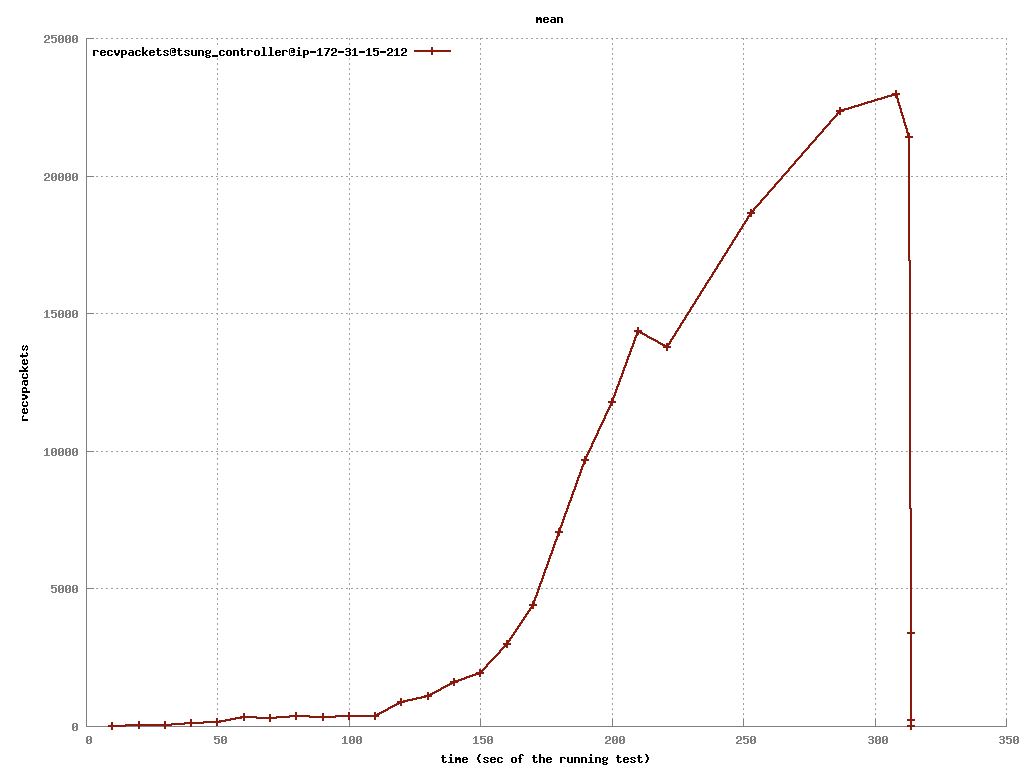 mean
25000
recvpackets@tsung_controller@ip-172-31-15-212
20000
15000
recvpackets
10000
5000
0
0 50 100 150 200 250 300 350
time (sec of the running test)